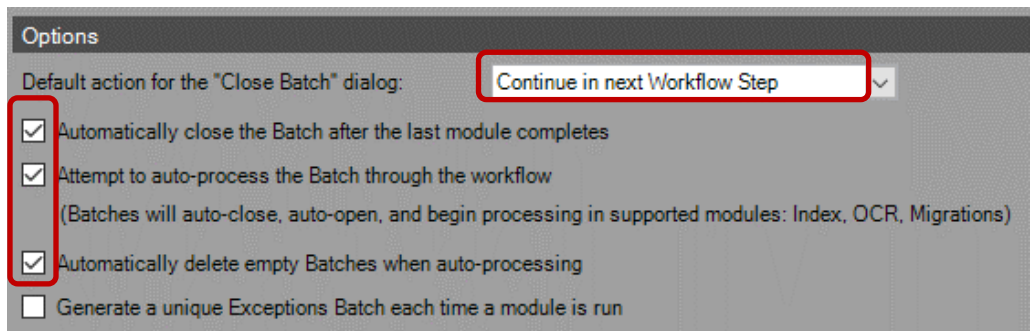 Options
Default action for the "Close Batch" dialog: Continue in next Workflow Step
Automatically close the Batch after the last module completes
Attempt to auto-process the Batch through the workflow
(Batches will auto-close, auto-open, and begin processing in supported modules: Index, OCR, Migrations)
Automatically delete empty Batches when auto-processing
Generate a unique Exceptions Batch each time a module is run